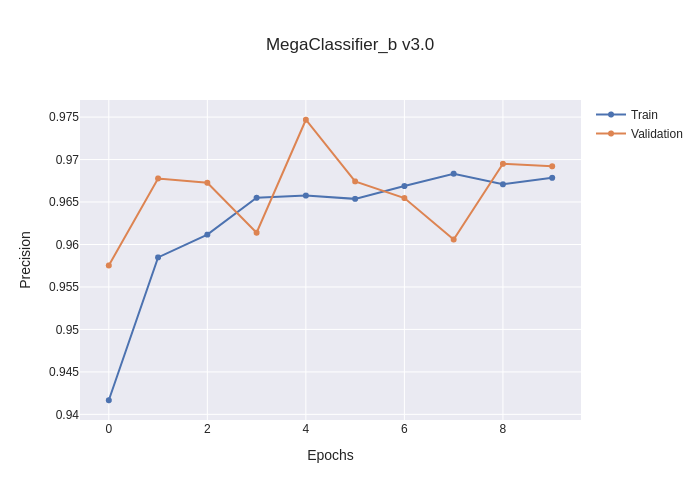 MegaClassifier_b v3.0
Train
Validation
0.975
0.97
0.965
0.96
0.955
0.95
0.945
0.94
Precision
0 2 4 6 8
Epochs